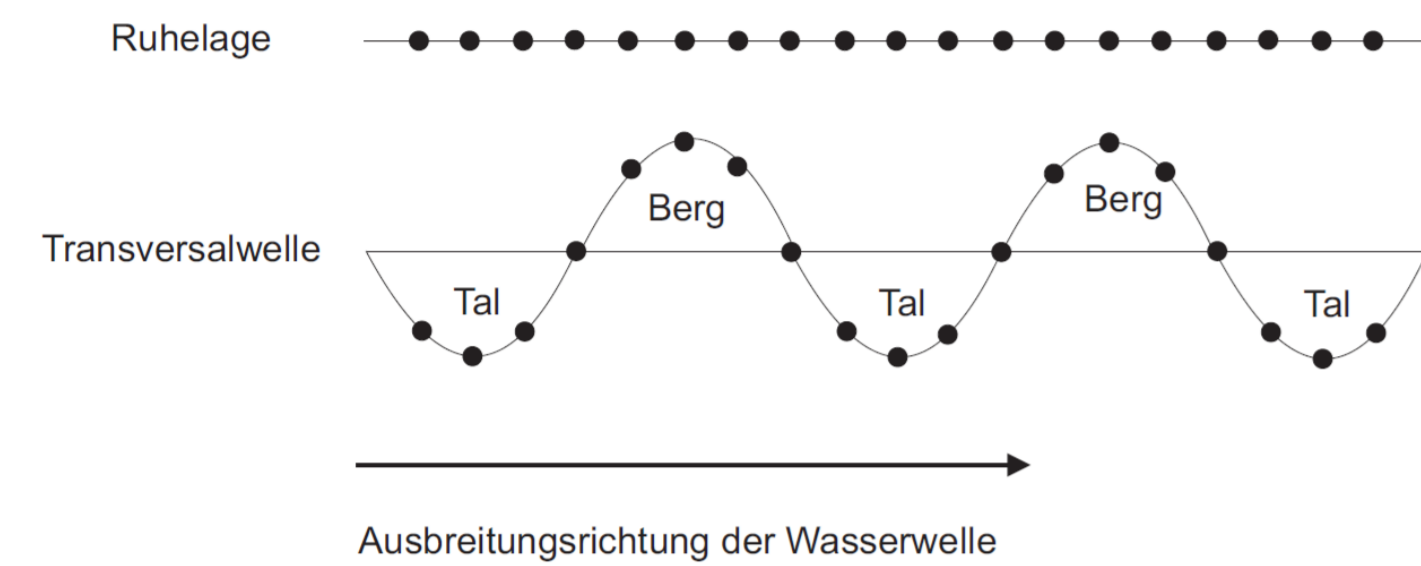 Ruhelage
Berg
Berg
Transversalwelle
Tal
Tal
Tal
Ausbreitungsrichtung der Wasserwelle